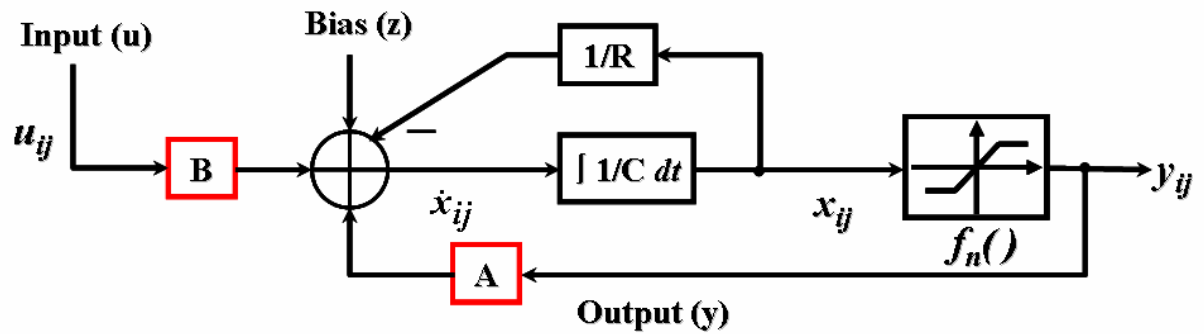 Input (u)
Bias (z)
1/R
u_ij
−
B
∫ 1/C dt
ẋ_ij
x_ij
y_ij
f_n()
A
Output (y)